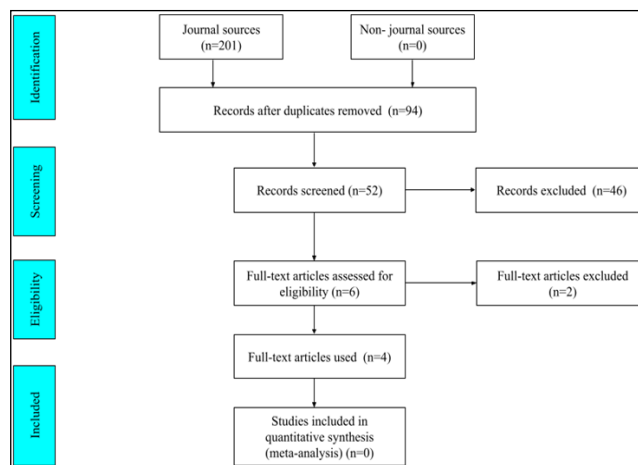 Identification
Journal sources
(n=201)
Non- journal sources
(n=0)
Records after duplicates removed (n=94)
Screening
Records screened (n=52)
Records excluded (n=46)
Eligibility
Full-text articles assessed for
eligibility (n=6)
Full-text articles excluded
(n=2)
Full-text articles used (n=4)
Included
Studies included in
quantitative synthesis
(meta-analysis) (n=0)